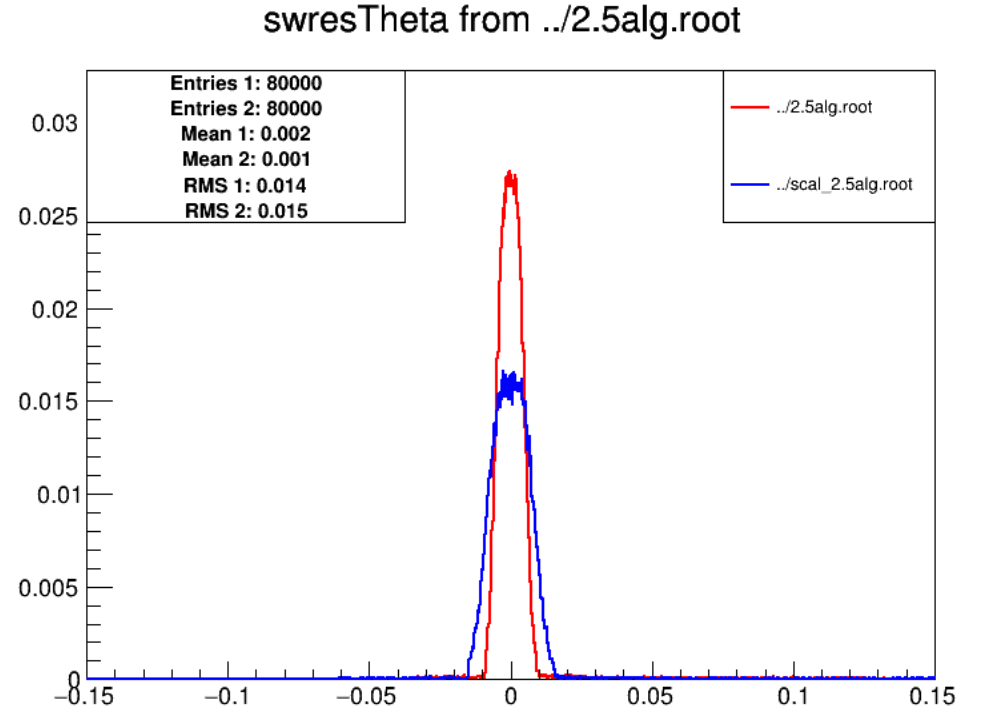 swresTheta from ../2.5alg.root
Entries 1: 80000
Entries 2: 80000
Mean 1: 0.002
Mean 2: 0.001
RMS 1: 0.014
RMS 2: 0.015
../2.5alg.root
../scal_2.5alg.root
0.03
0.025
0.02
0.015
0.01
0.005
0
−0.15 −0.1 −0.05 0 0.05 0.1 0.15